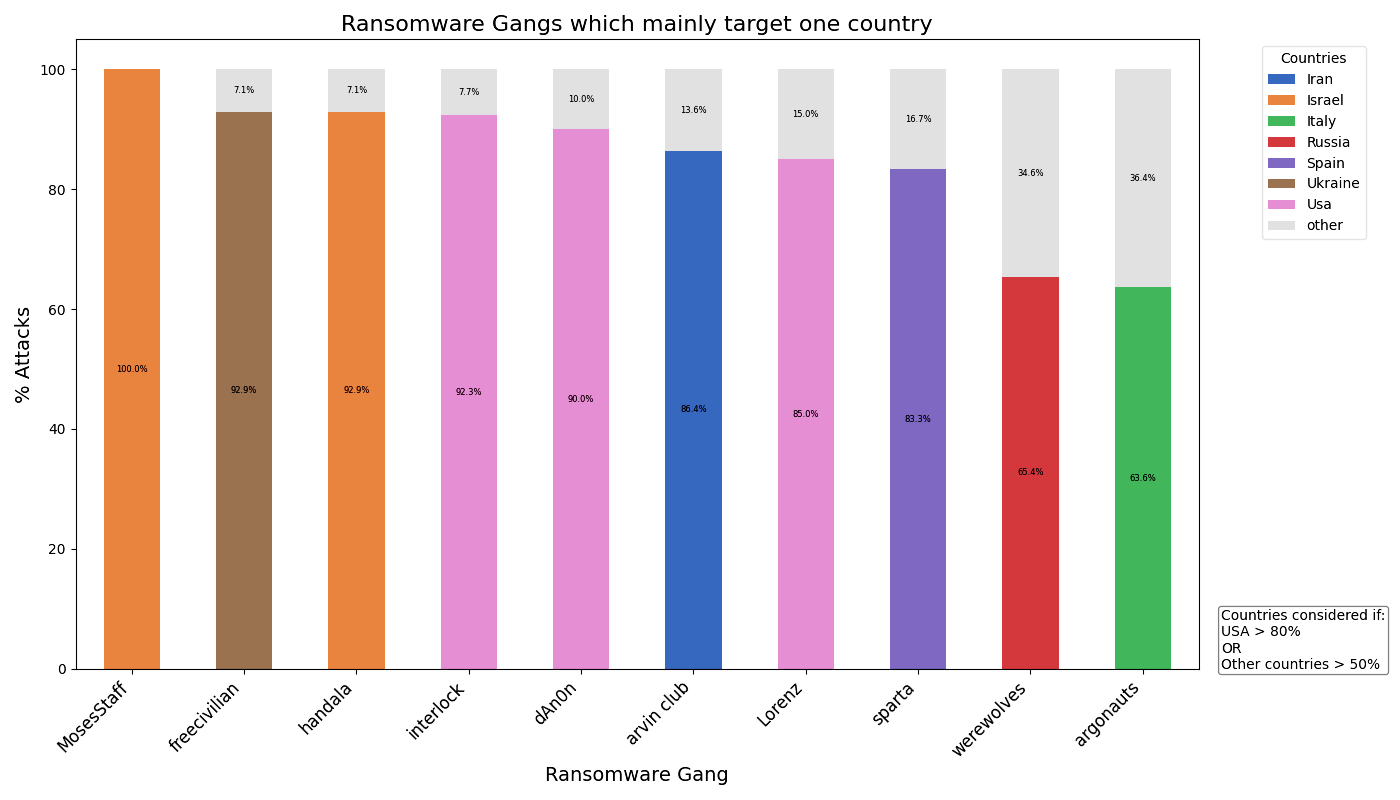 Ransomware Gangs which mainly target one country
% Attacks
100
80
60
40
20
0
100.0%
7.1%
92.9%
7.1%
92.9%
7.7%
92.3%
10.0%
90.0%
13.6%
86.4%
15.0%
85.0%
16.7%
83.3%
34.6%
65.4%
36.4%
63.6%
MosesStaff
freecivilian
handala
interlock
dAn0n
arvin club
Lorenz
sparta
werewolves
argonauts
Ransomware Gang
Countries
Iran
Israel
Italy
Russia
Spain
Ukraine
Usa
other
Countries considered if:
USA > 80%
OR
Other countries > 50%